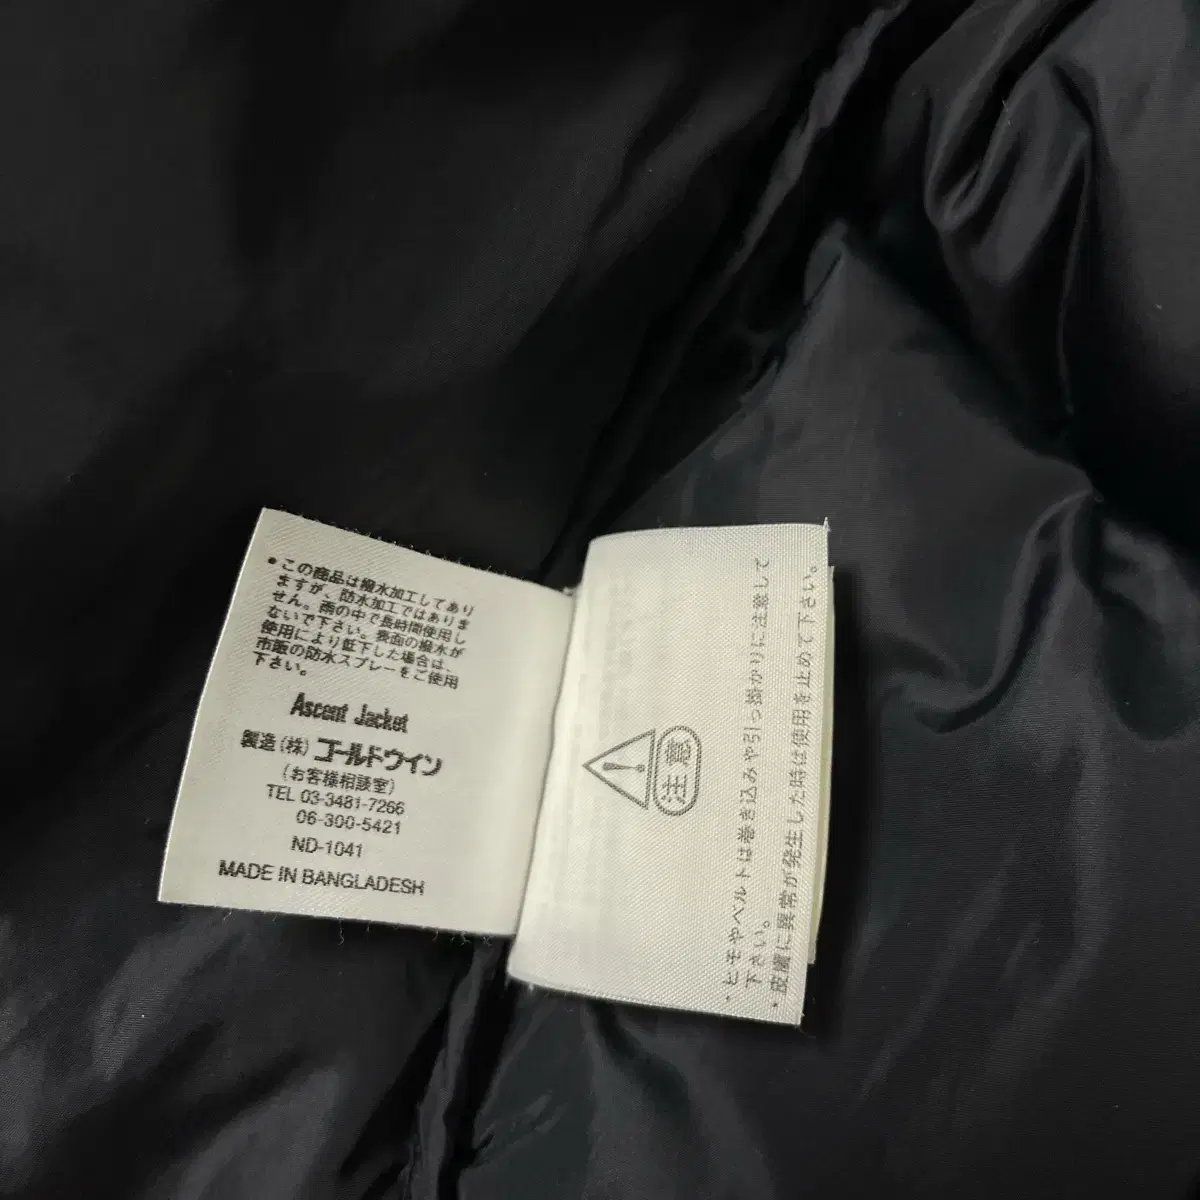 • この商品は撥水加工してあり
ますが、防水加工ではありま
せん。雨の中で長時間使用し
ないで下さい。表面の撥水が
使用により低下した場合は、
市販の防水スプレーをご使用
下さい。
Ascent Jacket
製造（株）ゴールドウイン
（お客様相談室）
TEL 03-3481-7266
06-300-5421
ND-1041
MADE IN BANGLADESH
注意
・ヒモやベルトは巻き込みや引っ掛かりに注意して
下さい。
・皮膚に異常が発生した時は使用を止めて下さい。